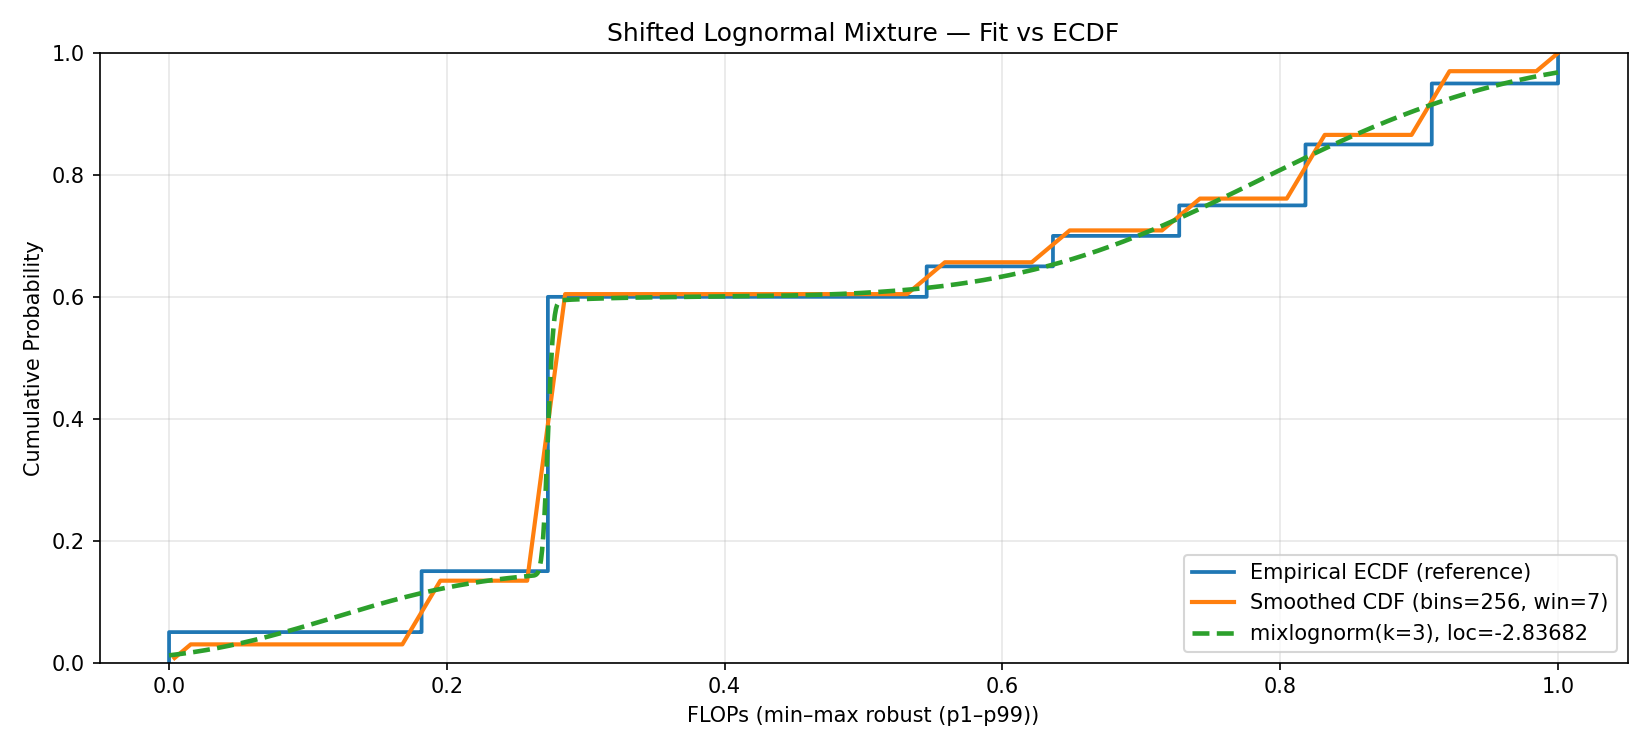 Shifted Lognormal Mixture — Fit vs ECDF
1.0
0.8
0.6
0.4
0.2
0.0
Cumulative Probability
Empirical ECDF (reference)
Smoothed CDF (bins=256, win=7)
mixlognorm(k=3), loc=-2.83682
0.0 0.2 0.4 0.6 0.8 1.0
FLOPs (min–max robust (p1–p99))